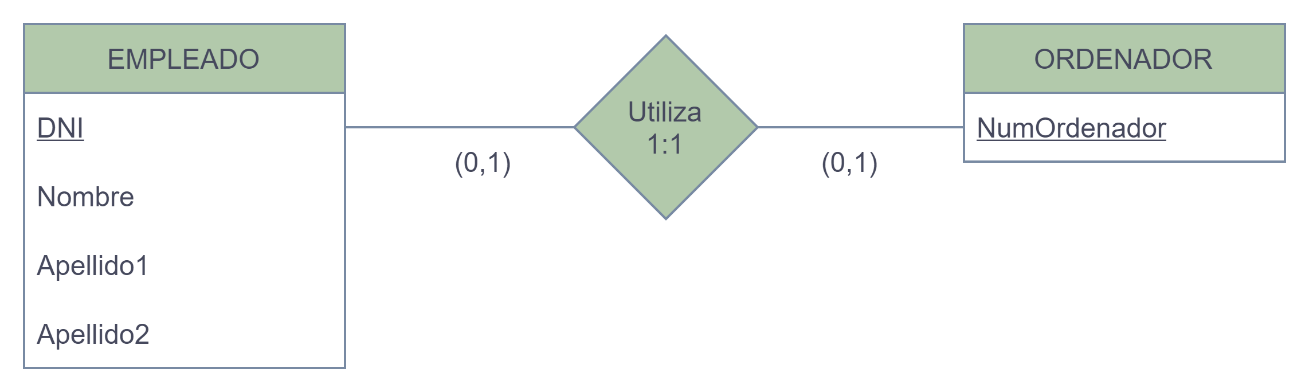 EMPLEADO
DNI
Nombre
Apellido1
Apellido2
(0,1)
Utiliza
1:1
(0,1)
ORDENADOR
NumOrdenador